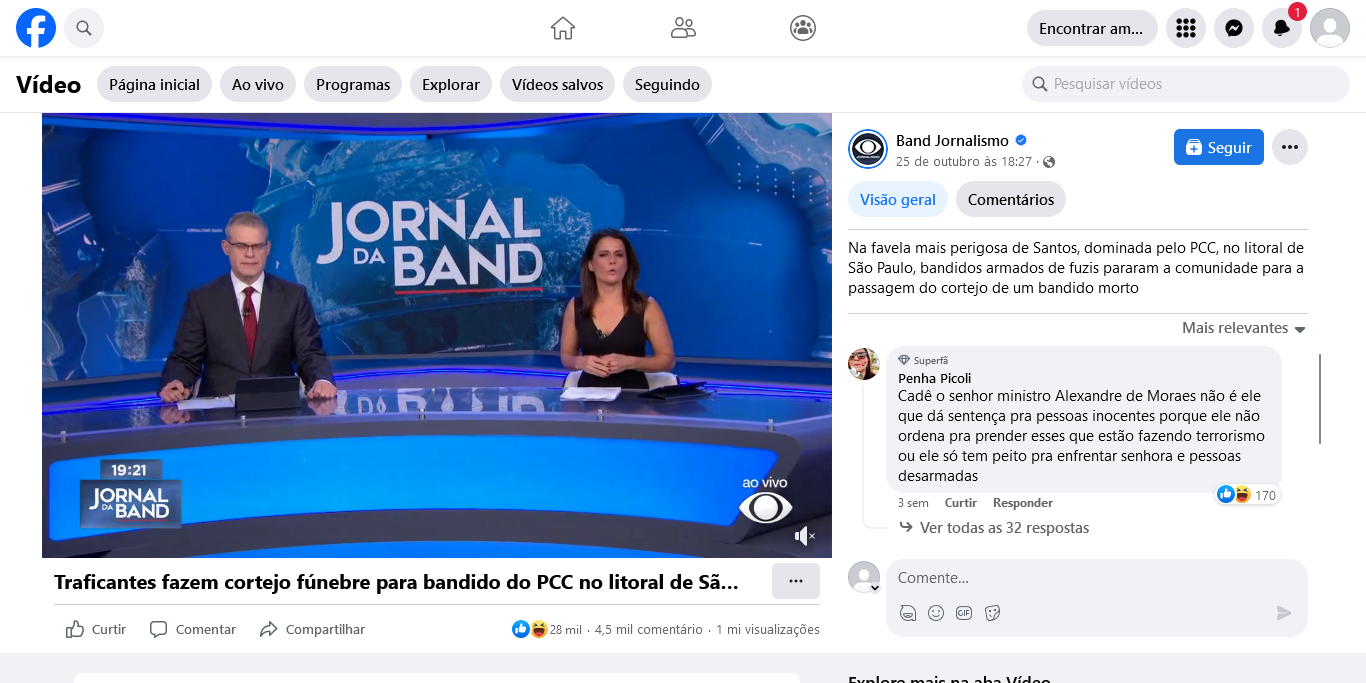 Encontrar am...
1
Vídeo
Página inicial
Ao vivo
Programas
Explorar
Vídeos salvos
Seguindo
Pesquisar vídeos
JORNAL
DA BAND
19:21
JORNAL
DA BAND
ao vivo
Traficantes fazem cortejo fúnebre para bandido do PCC no litoral de Sã...
Curtir
Comentar
Compartilhar
28 mil · 4,5 mil comentário · 1 mi visualizações
Band Jornalismo
25 de outubro às 18:27 ·
Seguir
Visão geral
Comentários
Na favela mais perigosa de Santos, dominada pelo PCC, no litoral de
São Paulo, bandidos armados de fuzis pararam a comunidade para a
passagem do cortejo de um bandido morto
Mais relevantes
Superfã
Penha Picoli
Cadê o senhor ministro Alexandre de Moraes não é ele
que dá sentença pra pessoas inocentes porque ele não
ordena pra prender esses que estão fazendo terrorismo
ou ele só tem peito pra enfrentar senhora e pessoas
desarmadas
170
3 sem
Curtir
Responder
Ver todas as 32 respostas
Comente...
GIF
Explore mais na aba Vídeo